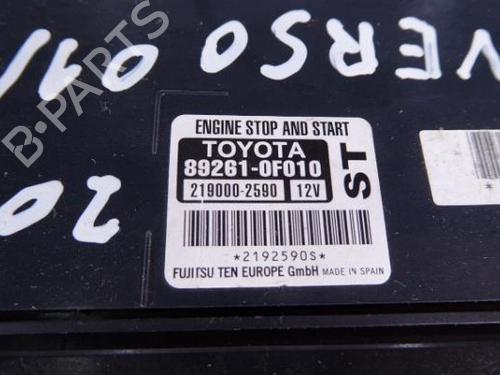 VERSO 09/
20
ENGINE STOP AND START
TOYOTA
89261-0F010
219000-2590 12V
ST
*2192590S*
FUJITSU TEN EUROPE GmbH MADE IN SPAIN
B-PARTS